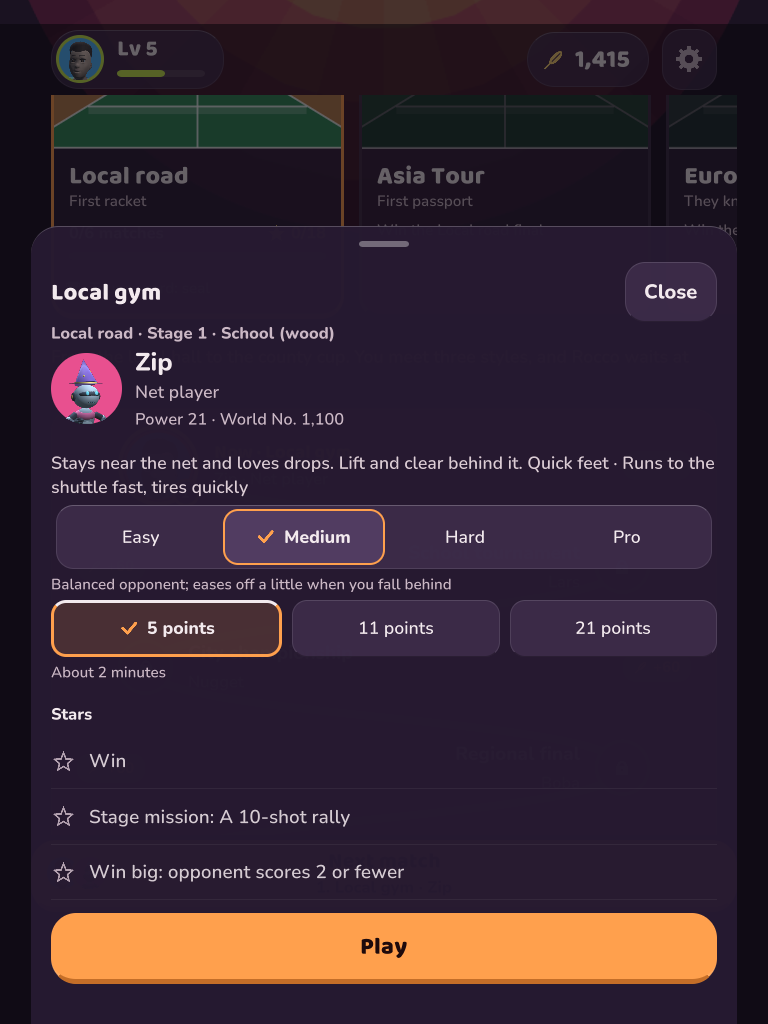 Lv 5
1,415
Local road
First racket
Asia Tour
First passport
Euro
They kn
Local gym
Close
Local road · Stage 1 · School (wood)
Zip
Net player
Power 21 · World No. 1,100
Stays near the net and loves drops. Lift and clear behind it. Quick feet · Runs to the
shuttle fast, tires quickly
Easy
Medium
Hard
Pro
Balanced opponent; eases off a little when you fall behind
5 points
11 points
21 points
About 2 minutes
Stars
Win
Stage mission: A 10-shot rally
Win big: opponent scores 2 or fewer
Play